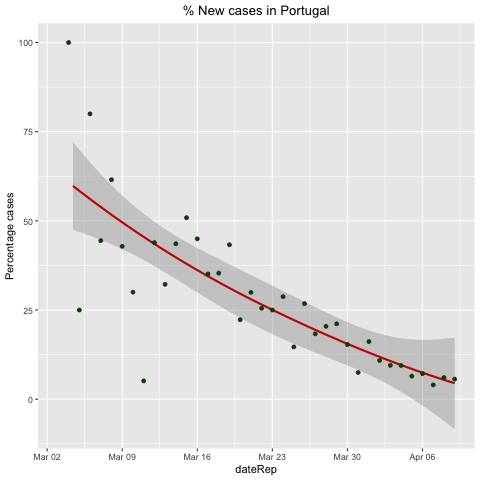 % New cases in Portugal
100
75
50
25
0
Percentage cases
Mar 02 Mar 09 Mar 16 Mar 23 Mar 30 Apr 06
dateRep